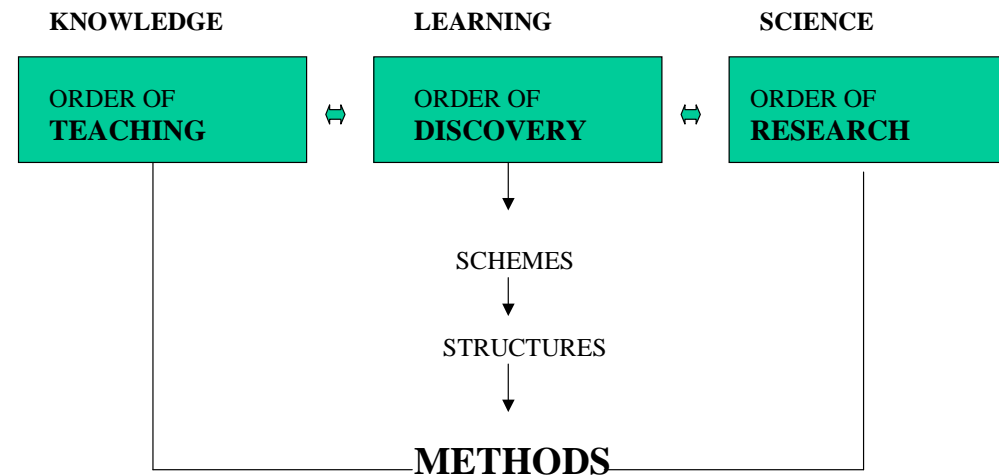 KNOWLEDGE
LEARNING
SCIENCE
ORDER OF
TEACHING
ORDER OF
DISCOVERY
ORDER OF
RESEARCH
SCHEMES
STRUCTURES
METHODS